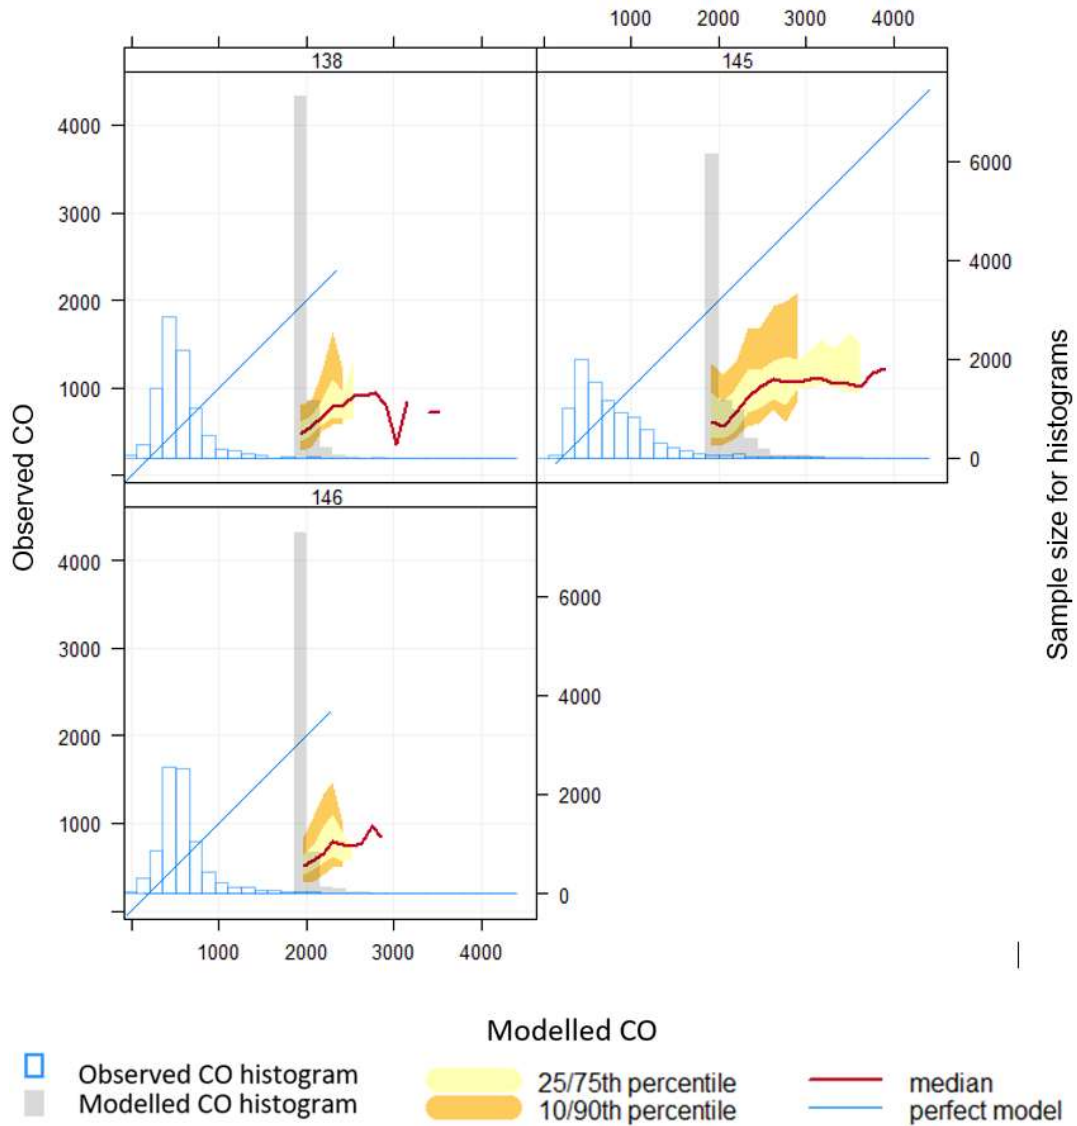 1000 2000 3000 4000
138 145
4000
3000
2000
1000
6000
4000
2000
0
146
4000
3000
2000
1000
6000
4000
2000
0
1000 2000 3000 4000
Observed CO
Sample size for histograms
Modelled CO
Observed CO histogram
Modelled CO histogram
25/75th percentile
10/90th percentile
median
perfect model